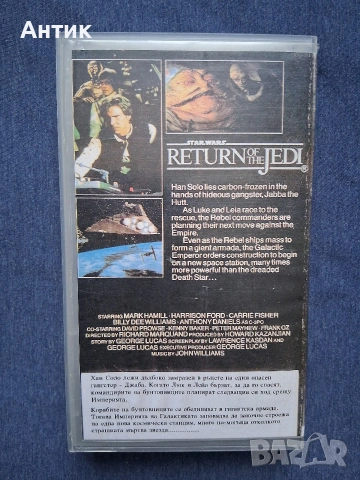 Антик
STAR WARS
RETURN OF THE JEDI
Han Solo lies carbon-frozen in the
hands of hideous gangster, Jabba the
Hutt.
As Luke and Leia race to the
rescue, the Rebel commanders are
planning their next move against the
Empire.
Even as the Rebel ships mass to
form a giant armada, the Galactic
Emperor orders construction to begin
on a new space station, many times
more powerful than the dreaded
Death Star...
STARRING MARK HAMILL · HARRISON FORD · CARRIE FISHER
BILLY DEE WILLIAMS · ANTHONY DANIELS AS C-3PO
CO-STARRING DAVID PROWSE · KENNY BAKER · PETER MAYHEW · FRANK OZ
DIRECTED BY RICHARD MARQUAND PRODUCED BY HOWARD KAZANJIAN
STORY BY GEORGE LUCAS SCREENPLAY BY LAWRENCE KASDAN AND
GEORGE LUCAS EXECUTIVE PRODUCER GEORGE LUCAS
MUSIC BY JOHN WILLIAMS
Хан Соло лежи дълбоко замразен в ръцете на един опасен
гангстер - Джаба. Когато Люк и Лейа бързат, за да го спасят,
командирите на бунтовниците планират следващия си ход срещу
Империята.
Корабите на бунтовниците се обединяват в гигантска армада.
Тогава Императора на Галактиката заповядва да започне строежа
на една нова космическа станция, много по-мощна от някогашното
страшната мъртва звезда
BAZAR